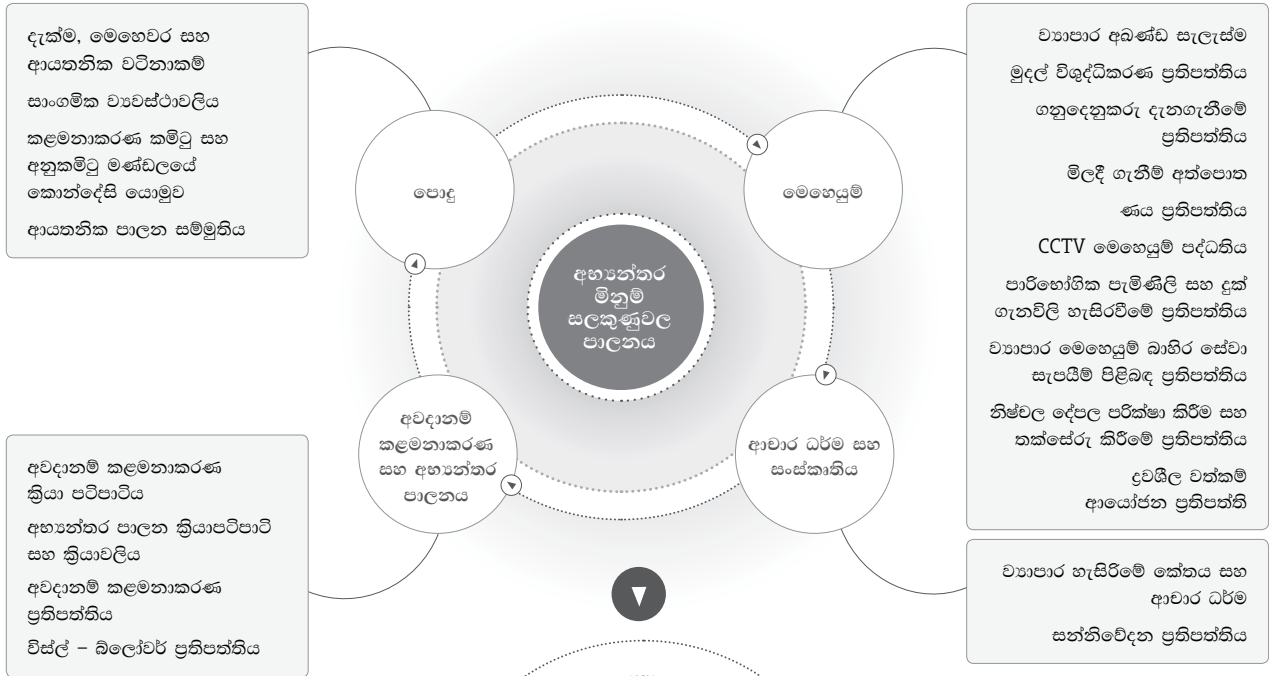 දැක්ම, මෙහෙවර සහ
ආයතනික වටිනාකම්
සාංගමික ව්‍යවස්ථාවලිය
කළමනාකරණ කමිටු සහ
අනුකමිටු මණ්ඩලයේ
කොන්දේසි යොමුව
ආයතනික පාලන සම්මුතිය
පොදු
මෙහෙයුම්
අභ්‍යන්තර
මිනුම්
සලකුණුවල
පාලනය
අවදානම්
කළමනාකරණ
සහ අභ්‍යන්තර
පාලනය
ආචාර ධර්ම සහ
සංස්කෘතිය
ව්‍යාපාර අඛණ්ඩ සැලැස්ම
මුදල් විශුද්ධිකරණ ප්‍රතිපත්තිය
ගනුදෙනුකරු දැනගැනීමේ
ප්‍රතිපත්තිය
මිලදී ගැනීම් අත්පොත
ණය ප්‍රතිපත්තිය
CCTV මෙහෙයුම් පද්ධතිය
පාරිභෝගික පැමිණිලි සහ දුක්
ගැනවිලි හැසිරවීමේ ප්‍රතිපත්තිය
ව්‍යාපාර මෙහෙයුම් බාහිර සේවා
සැපයීම් පිළිබඳ ප්‍රතිපත්තිය
නිෂ්චල දේපල පරික්ෂා කිරීම සහ
තක්සේරු කිරීමේ ප්‍රතිපත්තිය
ද්‍රවශීල වත්කම්
ආයෝජන ප්‍රතිපත්ති
අවදානම් කළමනාකරණ
ක්‍රියා පටිපාටිය
අභ්‍යන්තර පාලන ක්‍රියාපටිපාටි
සහ ක්‍රියාවලිය
අවදානම් කළමනාකරණ
ප්‍රතිපත්තිය
විස්ල් – බ්ලෝවර් ප්‍රතිපත්තිය
ව්‍යාපාර හැසිරිමේ කේතය සහ
ආචාර ධර්ම
සන්නිවේදන ප්‍රතිපත්තිය